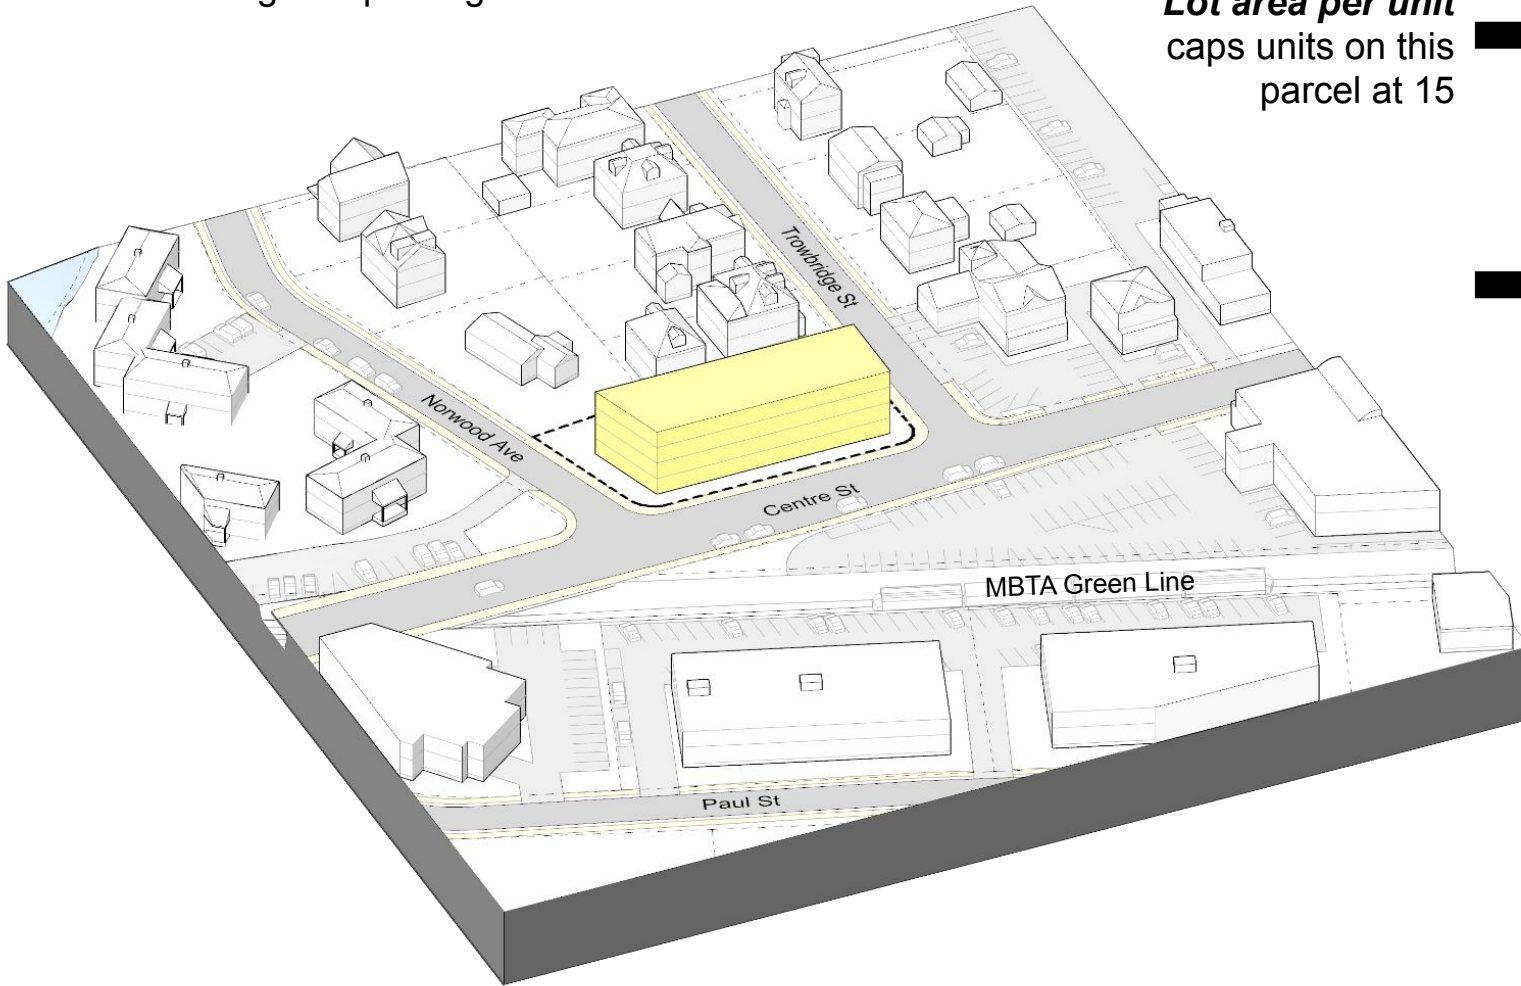 Lot area per unit
caps units on this
parcel at 15
Trowbridge St
Norwood Ave
Centre St
MBTA Green Line
Paul St